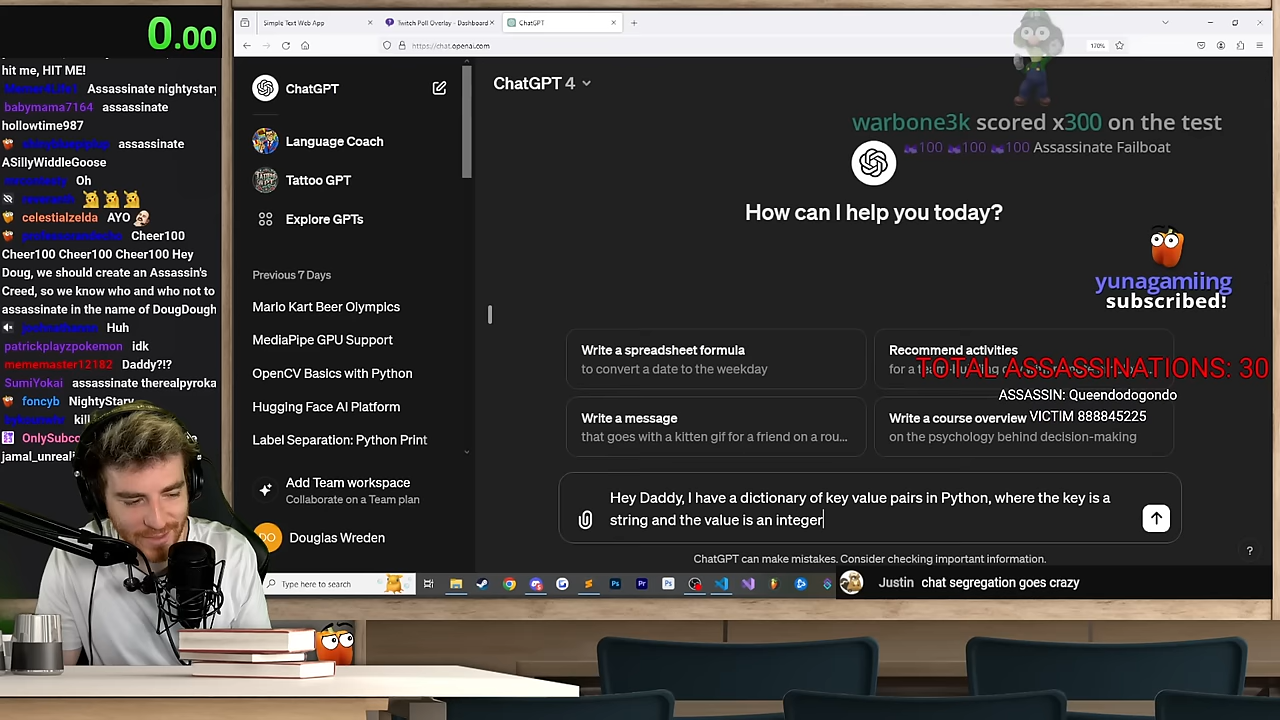 0.00
hit me, HIT ME!
Assassinate nightystar
babymama7164 assassinate
hollowtime987
assassinate
ASillyWiddleGoose
Oh
celestialzelda AYO
Cheer100
Cheer100 Cheer100 Cheer100 Hey
Doug, we should create an Assassin's
Creed, so we know who and who not to
assassinate in the name of DougDough
Huh
patrickplayzpokemon idk
mememaster12182 Daddy?!?
SumiYokai assassinate therealpyroka
foncyb NightyStary
kill
OnlySubco
jamal_unreali
Simple Text Web App
Twitch Poll Overlay - Dashboard
ChatGPT
https://chat.openai.com
170%
ChatGPT
Language Coach
Tattoo GPT
Explore GPTs
Previous 7 Days
Mario Kart Beer Olympics
MediaPipe GPU Support
OpenCV Basics with Python
Hugging Face AI Platform
Label Separation: Python Print
Add Team workspace
Collaborate on a Team plan
DO Douglas Wreden
ChatGPT 4
warbone3k scored x300 on the test
100 100 100 Assassinate Failboat
How can I help you today?
yunagamiing
subscribed!
Write a spreadsheet formula
to convert a date to the weekday
Recommend activities
for a team-
TOTAL ASSASSINATIONS: 30
ASSASSIN: Queendodogondo
VICTIM 888845225
Write a message
that goes with a kitten gif for a friend on a rou...
Write a course overview
on the psychology behind decision-making
Hey Daddy, I have a dictionary of key value pairs in Python, where the key is a
string and the value is an integer
ChatGPT can make mistakes. Consider checking important information.
?
Type here to search
Justin chat segregation goes crazy